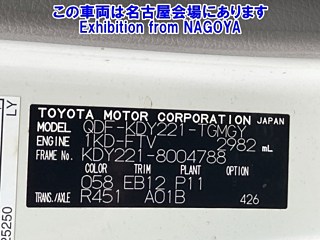 この車両は名古屋会場にあります
Exhibition from NAGOYA
TOYOTA MOTOR CORPORATION JAPAN
MODEL QDF-KDY221-TGMGY
ENGINE 1KD-FTV 2982 mL
FRAME No. KDY221-8004788
COLOR TRIM PLANT OPTION
058 EB12 P11
TRANS./AXLE R451 A01B 426
LY
25250